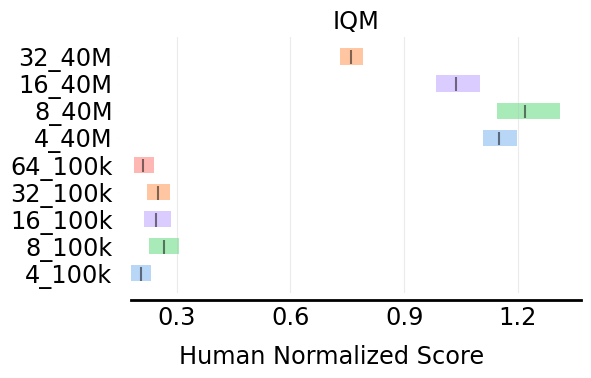 IQM
32_40M
16_40M
8_40M
4_40M
64_100k
32_100k
16_100k
8_100k
4_100k
0.3 0.6 0.9 1.2
Human Normalized Score